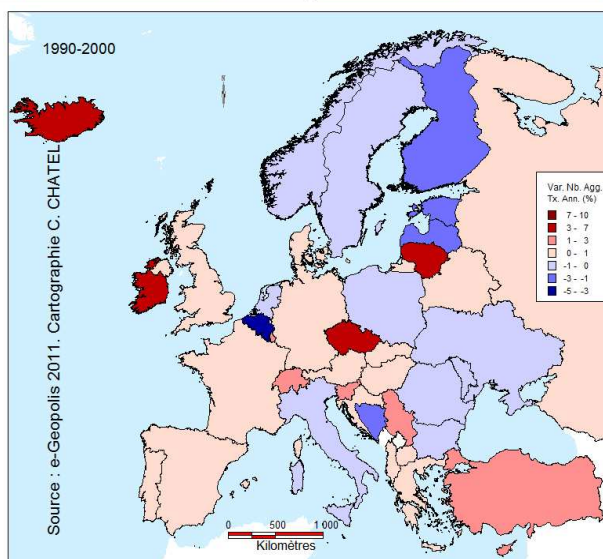 1990-2000
N
Source : e-Geopolis 2011. Cartographie C. CHATEL
Var. Nb. Agg.
Tx. Ann. (%)
7 - 10
3 - 7
1 - 3
0 - 1
-1 - 0
-3 - -1
-5 - -3
0 500 1 000
Kilomètres